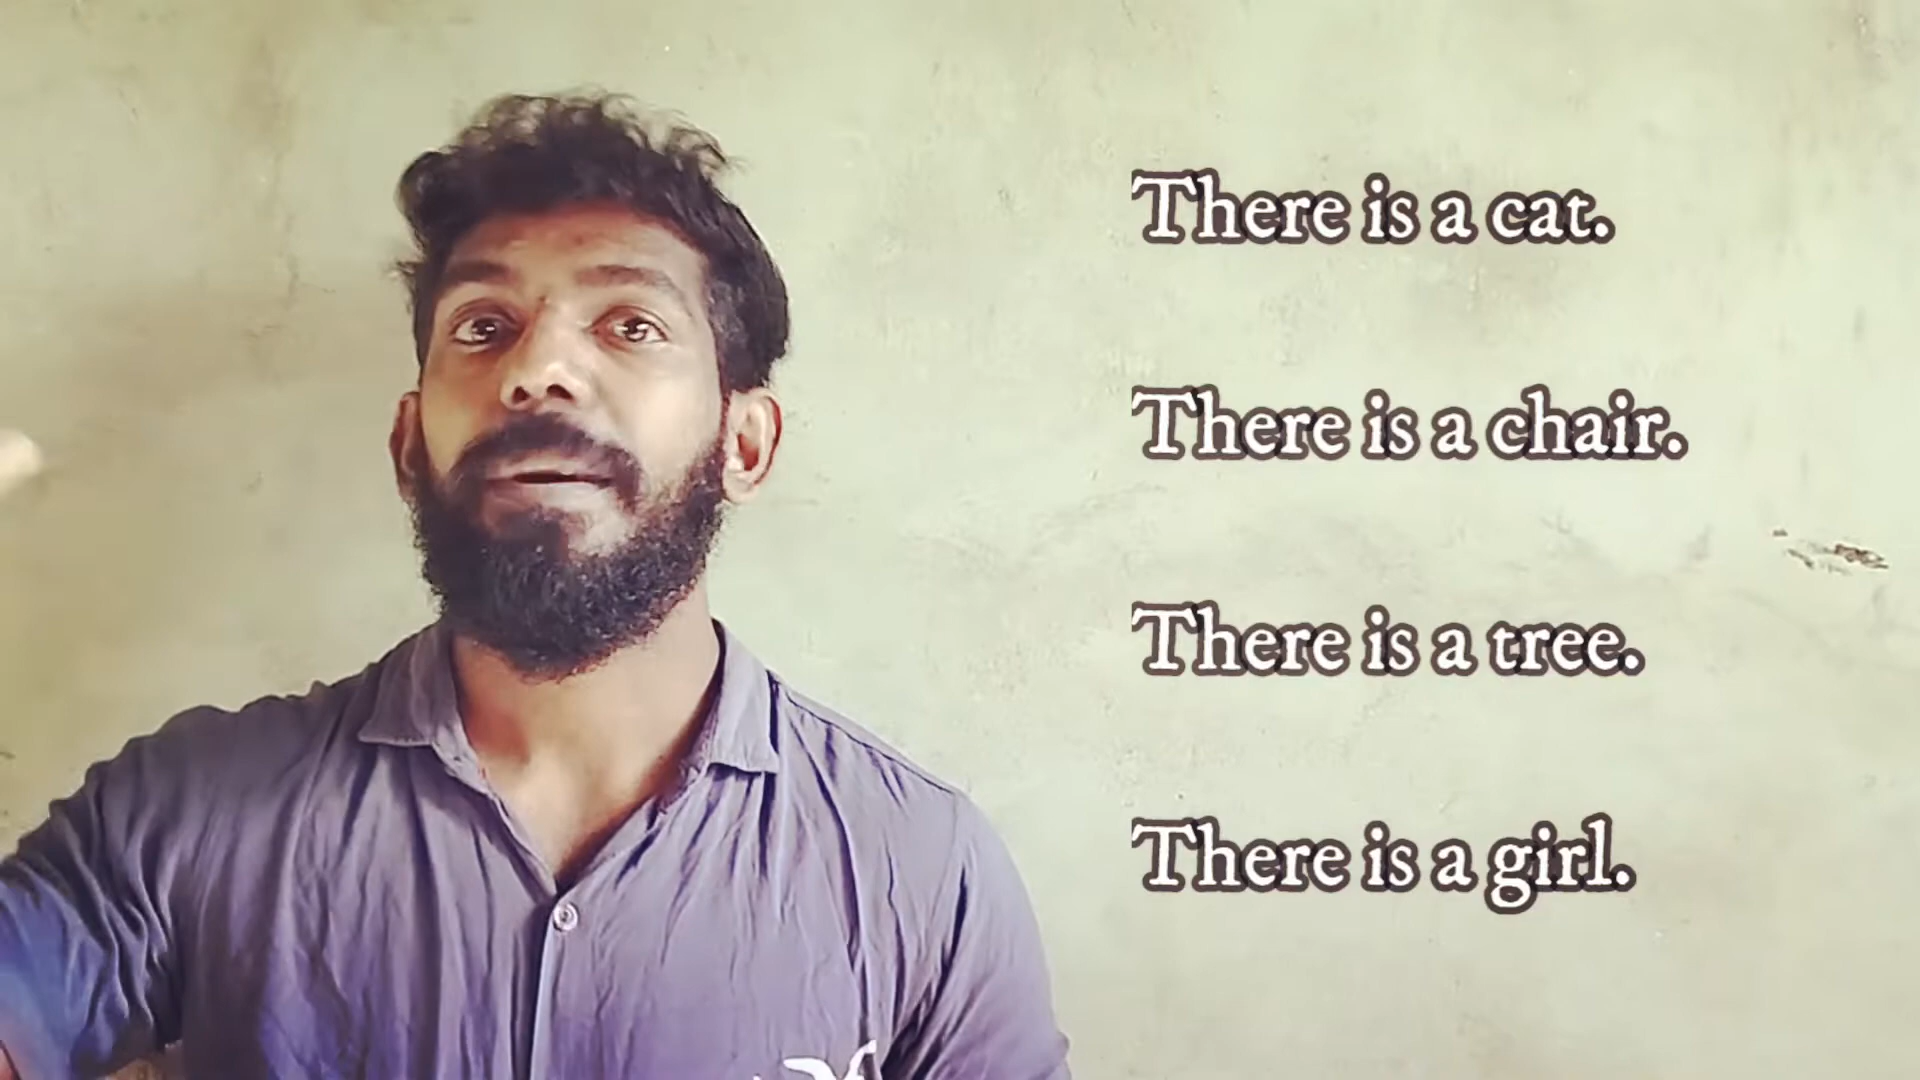 There is a cat.
There is a chair.
There is a tree.
There is a girl.